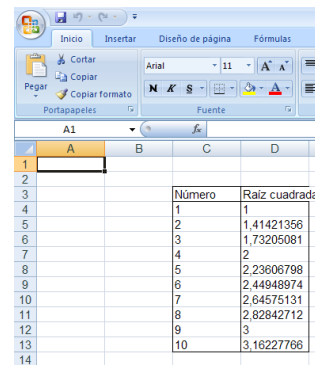 Inicio Insertar Diseño de página Fórmulas
Cortar
Copiar
Copiar formato
Pegar
Portapapeles
Arial 11 A A
N K S A
Fuente
A1 fx
A B C D
1
2
3 Número Raíz cuadrada
4 1 1
5 2 1,41421356
6 3 1,73205081
7 4 2
8 5 2,23606798
9 6 2,44948974
10 7 2,64575131
11 8 2,82842712
12 9 3
13 10 3,16227766
14